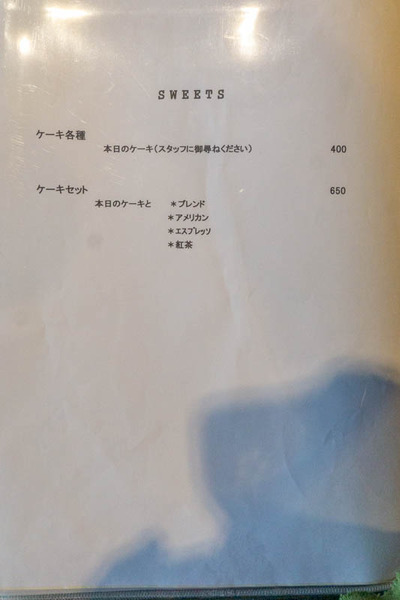 SWEETS
ケーキ各種
本日のケーキ(スタッフに御尋ねください) 400
ケーキセット 650
本日のケーキと ＊ブレンド
＊アメリカン
＊エスプレッソ
＊紅茶